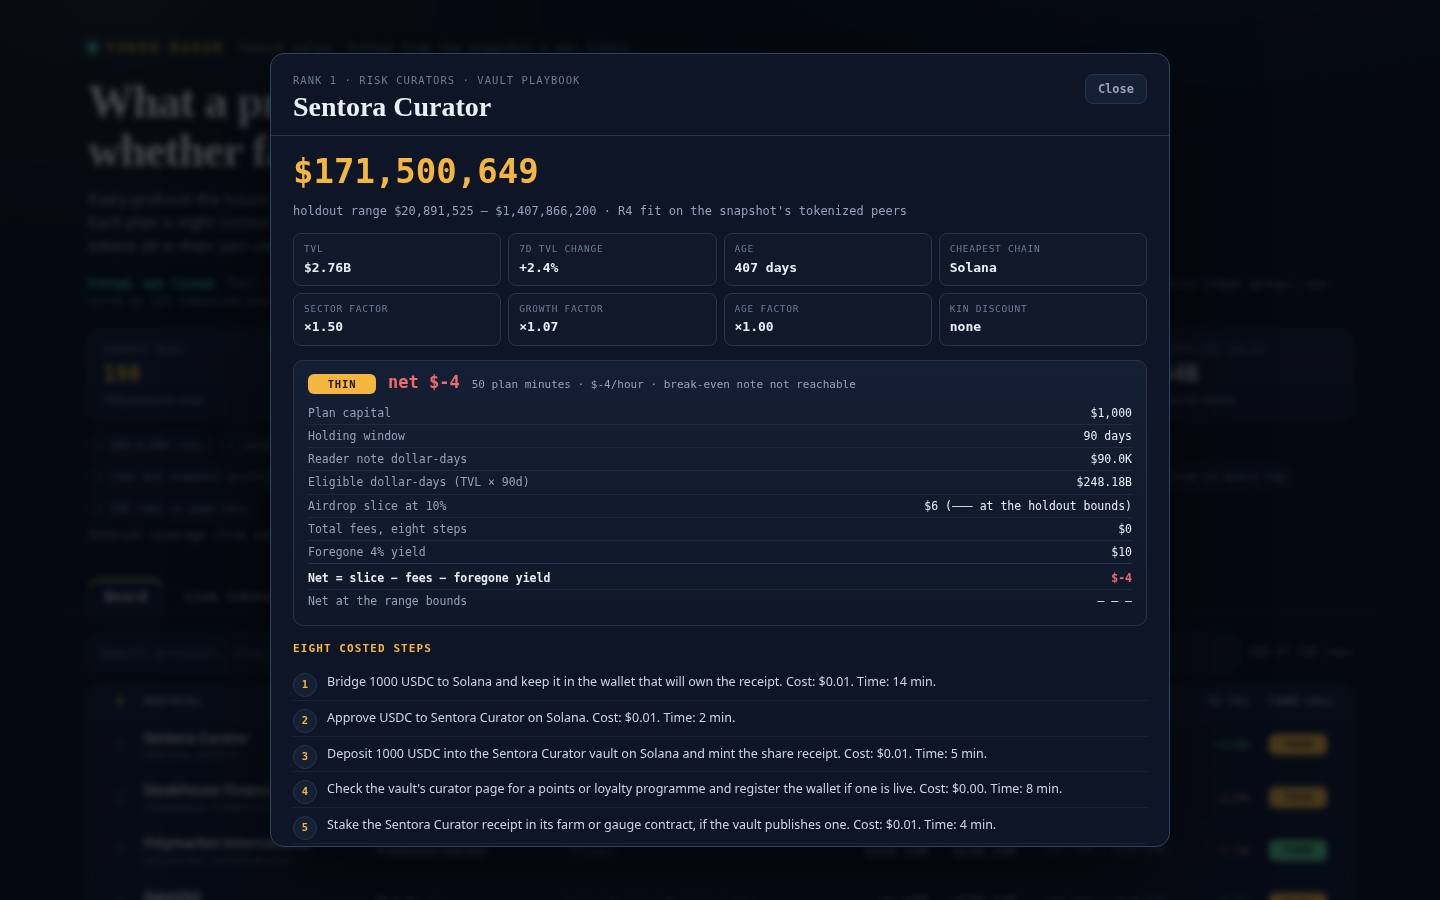 What a p
whether f
RANK 1 · RISK CURATORS · VAULT PLAYBOOK
Sentora Curator
Close
$171,500,649
holdout range $20,891,525 — $1,407,866,200 · R4 fit on the snapshot's tokenized peers
TVL
$2.76B
7D TVL CHANGE
+2.4%
AGE
407 days
CHEAPEST CHAIN
Solana
SECTOR FACTOR
×1.50
GROWTH FACTOR
×1.07
AGE FACTOR
×1.00
KIN DISCOUNT
none
THIN net $-4 50 plan minutes · $-4/hour · break-even note not reachable
Plan capital $1,000
Holding window 90 days
Reader note dollar-days $90.0K
Eligible dollar-days (TVL × 90d) $248.18B
Airdrop slice at 10% $6 (—–— at the holdout bounds)
Total fees, eight steps $0
Foregone 4% yield $10
Net = slice − fees − foregone yield $-4
Net at the range bounds — – —
EIGHT COSTED STEPS
1 Bridge 1000 USDC to Solana and keep it in the wallet that will own the receipt. Cost: $0.01. Time: 14 min.
2 Approve USDC to Sentora Curator on Solana. Cost: $0.01. Time: 2 min.
3 Deposit 1000 USDC into the Sentora Curator vault on Solana and mint the share receipt. Cost: $0.01. Time: 5 min.
4 Check the vault's curator page for a points or loyalty programme and register the wallet if one is live. Cost: $0.00. Time: 8 min.
5 Stake the Sentora Curator receipt in its farm or gauge contract, if the vault publishes one. Cost: $0.01. Time: 4 min.